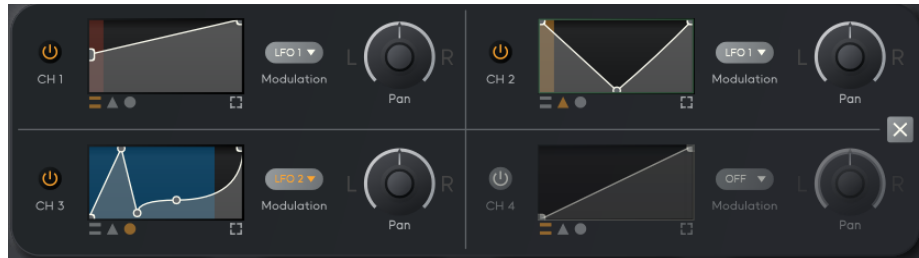 CH 1
LFO 1
Modulation
L
R
Pan
CH 2
LFO 1
Modulation
L
R
Pan
CH 3
LFO 2
Modulation
L
R
Pan
CH 4
OFF
Modulation
L
R
Pan